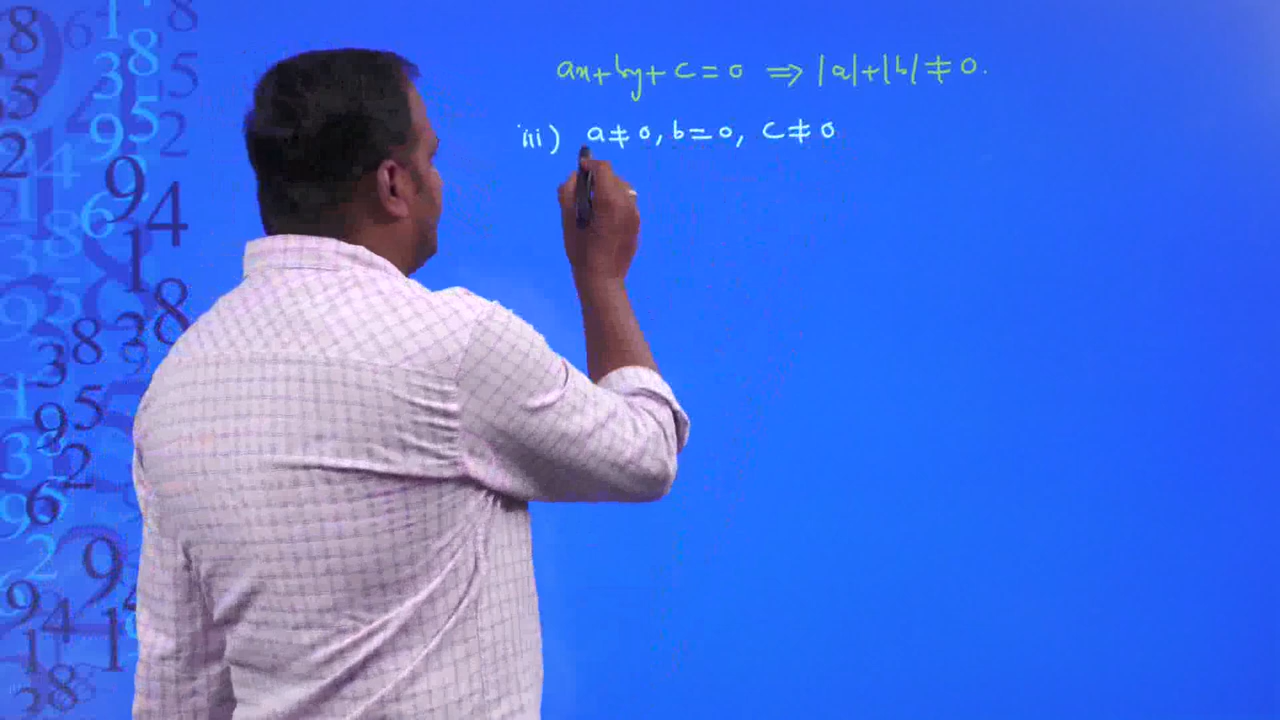 ax+by+c=0 ⟹ |a|+|b|≠0.
iii) a≠0, b=0, c≠0